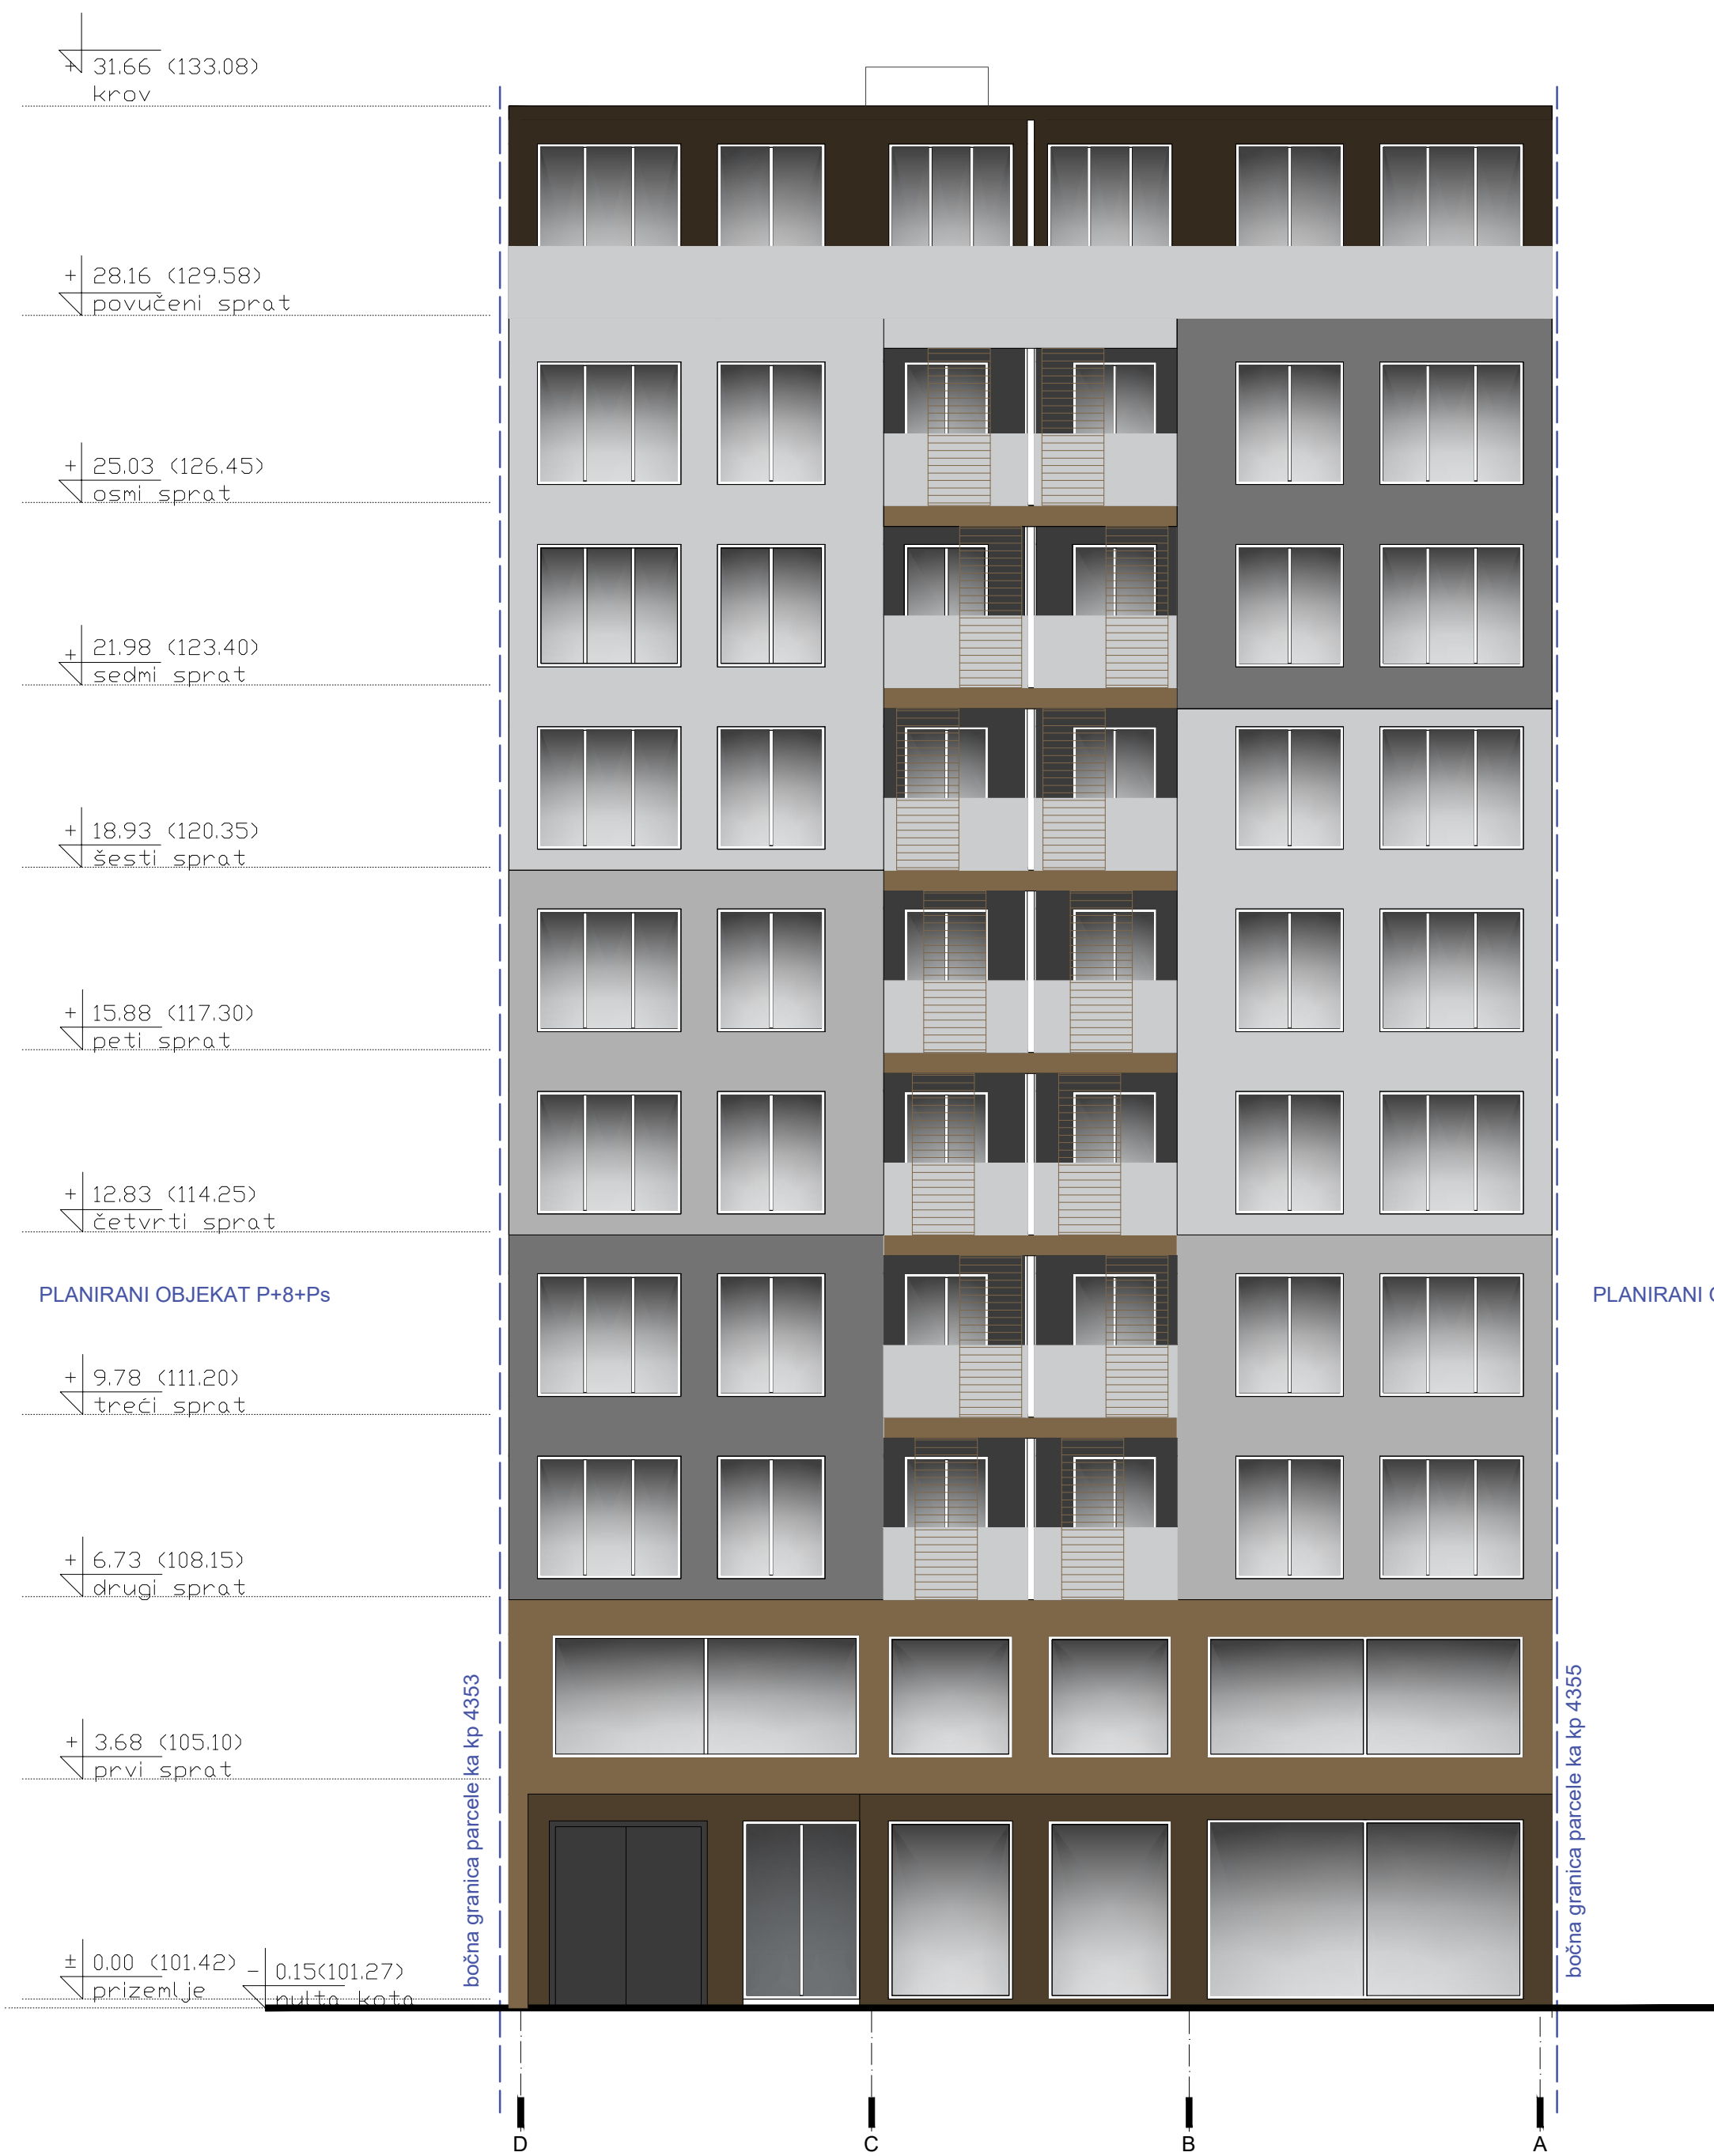 + 31.66 (133.08)
krov
+ 28.16 (129.58)
povučeni sprat
+ 25.03 (126.45)
osmi sprat
+ 21.98 (123.40)
sedmi sprat
+ 18.93 (120.35)
šesti sprat
+ 15.88 (117.30)
peti sprat
+ 12.83 (114.25)
četvrti sprat
PLANIRANI OBJEKAT P+8+Ps
PLANIRANI
+ 9.78 (111.20)
treći sprat
+ 6.73 (108.15)
drugi sprat
bočna granica parcele ka kp 4353
bočna granica parcele ka kp 4355
+ 3.68 (105.10)
prvi sprat
± 0.00 (101.42)
prizemlje
- 0.15(101.27)
nulta kota
D C B A